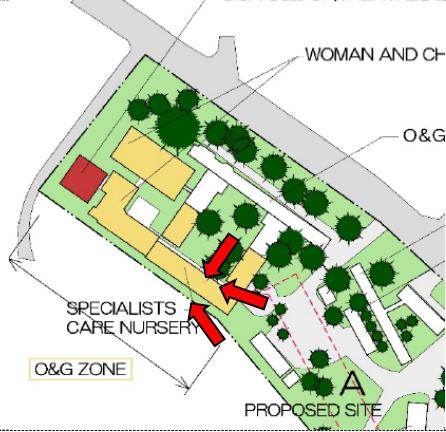 WOMAN AND CH
O&G
SPECIALISTS
CARE NURSERY
O&G ZONE
A
PROPOSED SITE